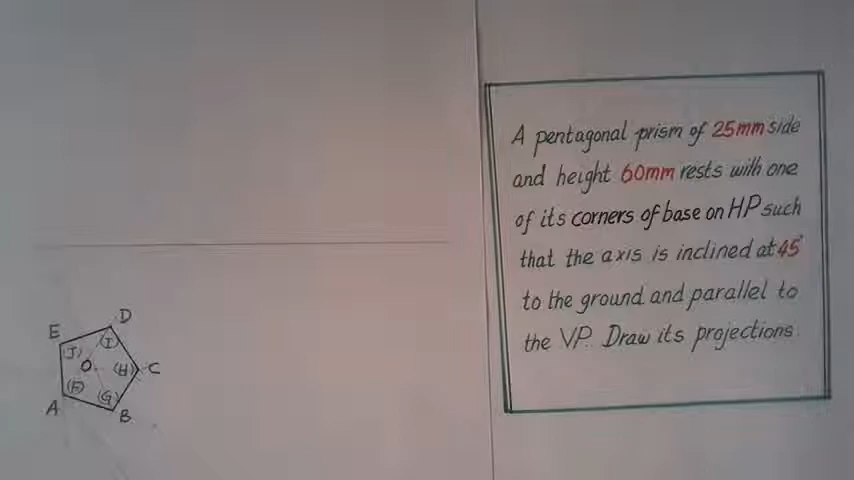 A pentagonal prism of 25mm side
and height 60mm rests with one
of its corners of base on HP such
that the axis is inclined at 45°
to the ground and parallel to
the VP. Draw its projections.
D
E
(I)
(J)
O
(H)
C
(F)
(G)
A
B